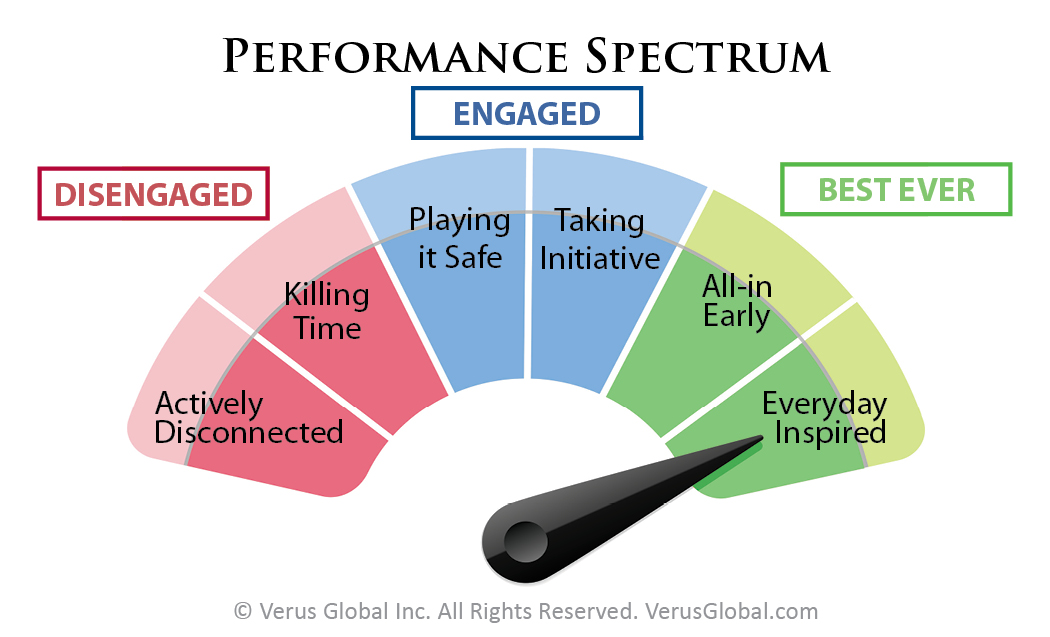 PERFORMANCE SPECTRUM
ENGAGED
DISENGAGED
BEST EVER
Playing
it Safe
Taking
Initiative
Killing
Time
All-in
Early
Actively
Disconnected
Everyday
Inspired
© Verus Global Inc. All Rights Reserved. VerusGlobal.com